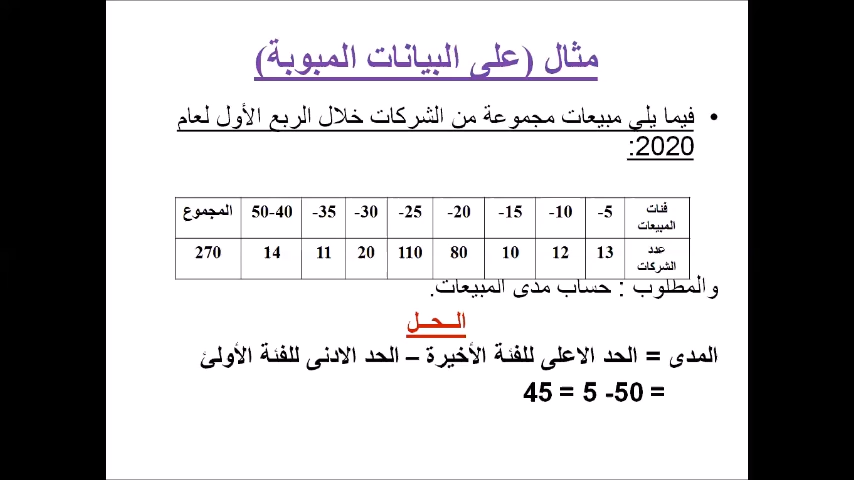 مثال (على البيانات المبوبة)
• فيما يلي مبيعات مجموعة من الشركات خلال الربع الأول لعام
2020:
فئات المبيعات 5- 10- 15- 20- 25- 30- 35- 40-50 المجموع
عدد الشركات 13 12 10 80 110 20 11 14 270
والمطلوب : حساب مدى المبيعات.
الــحــل
المدى = الحد الاعلى للفئة الأخيرة – الحد الادنى للفئة الأولئ
= 50- 5 = 45